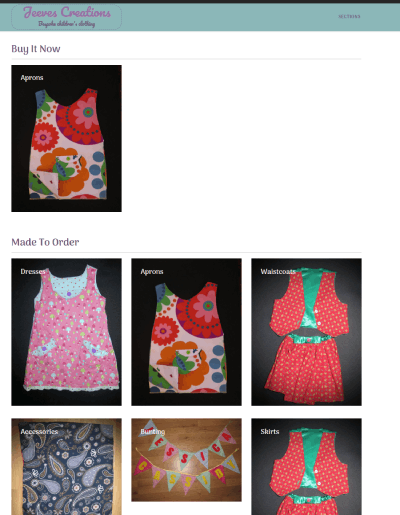 Jeeves Creations
Bespoke children's clothing
SECTIONS
Buy It Now
Aprons
Made To Order
Dresses
Aprons
Waistcoats
Accessories
Bunting
Skirts
JESSICA